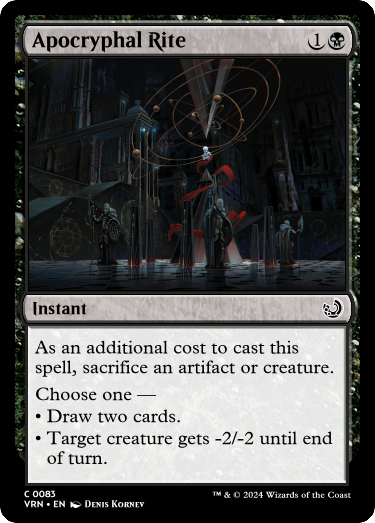 Apocryphal Rite 1
Instant
As an additional cost to cast this
spell, sacrifice an artifact or creature.
Choose one —
• Draw two cards.
• Target creature gets -2/-2 until end
of turn.
C 0083
VRN • EN Denis Kornev
™ & © 2024 Wizards of the Coast